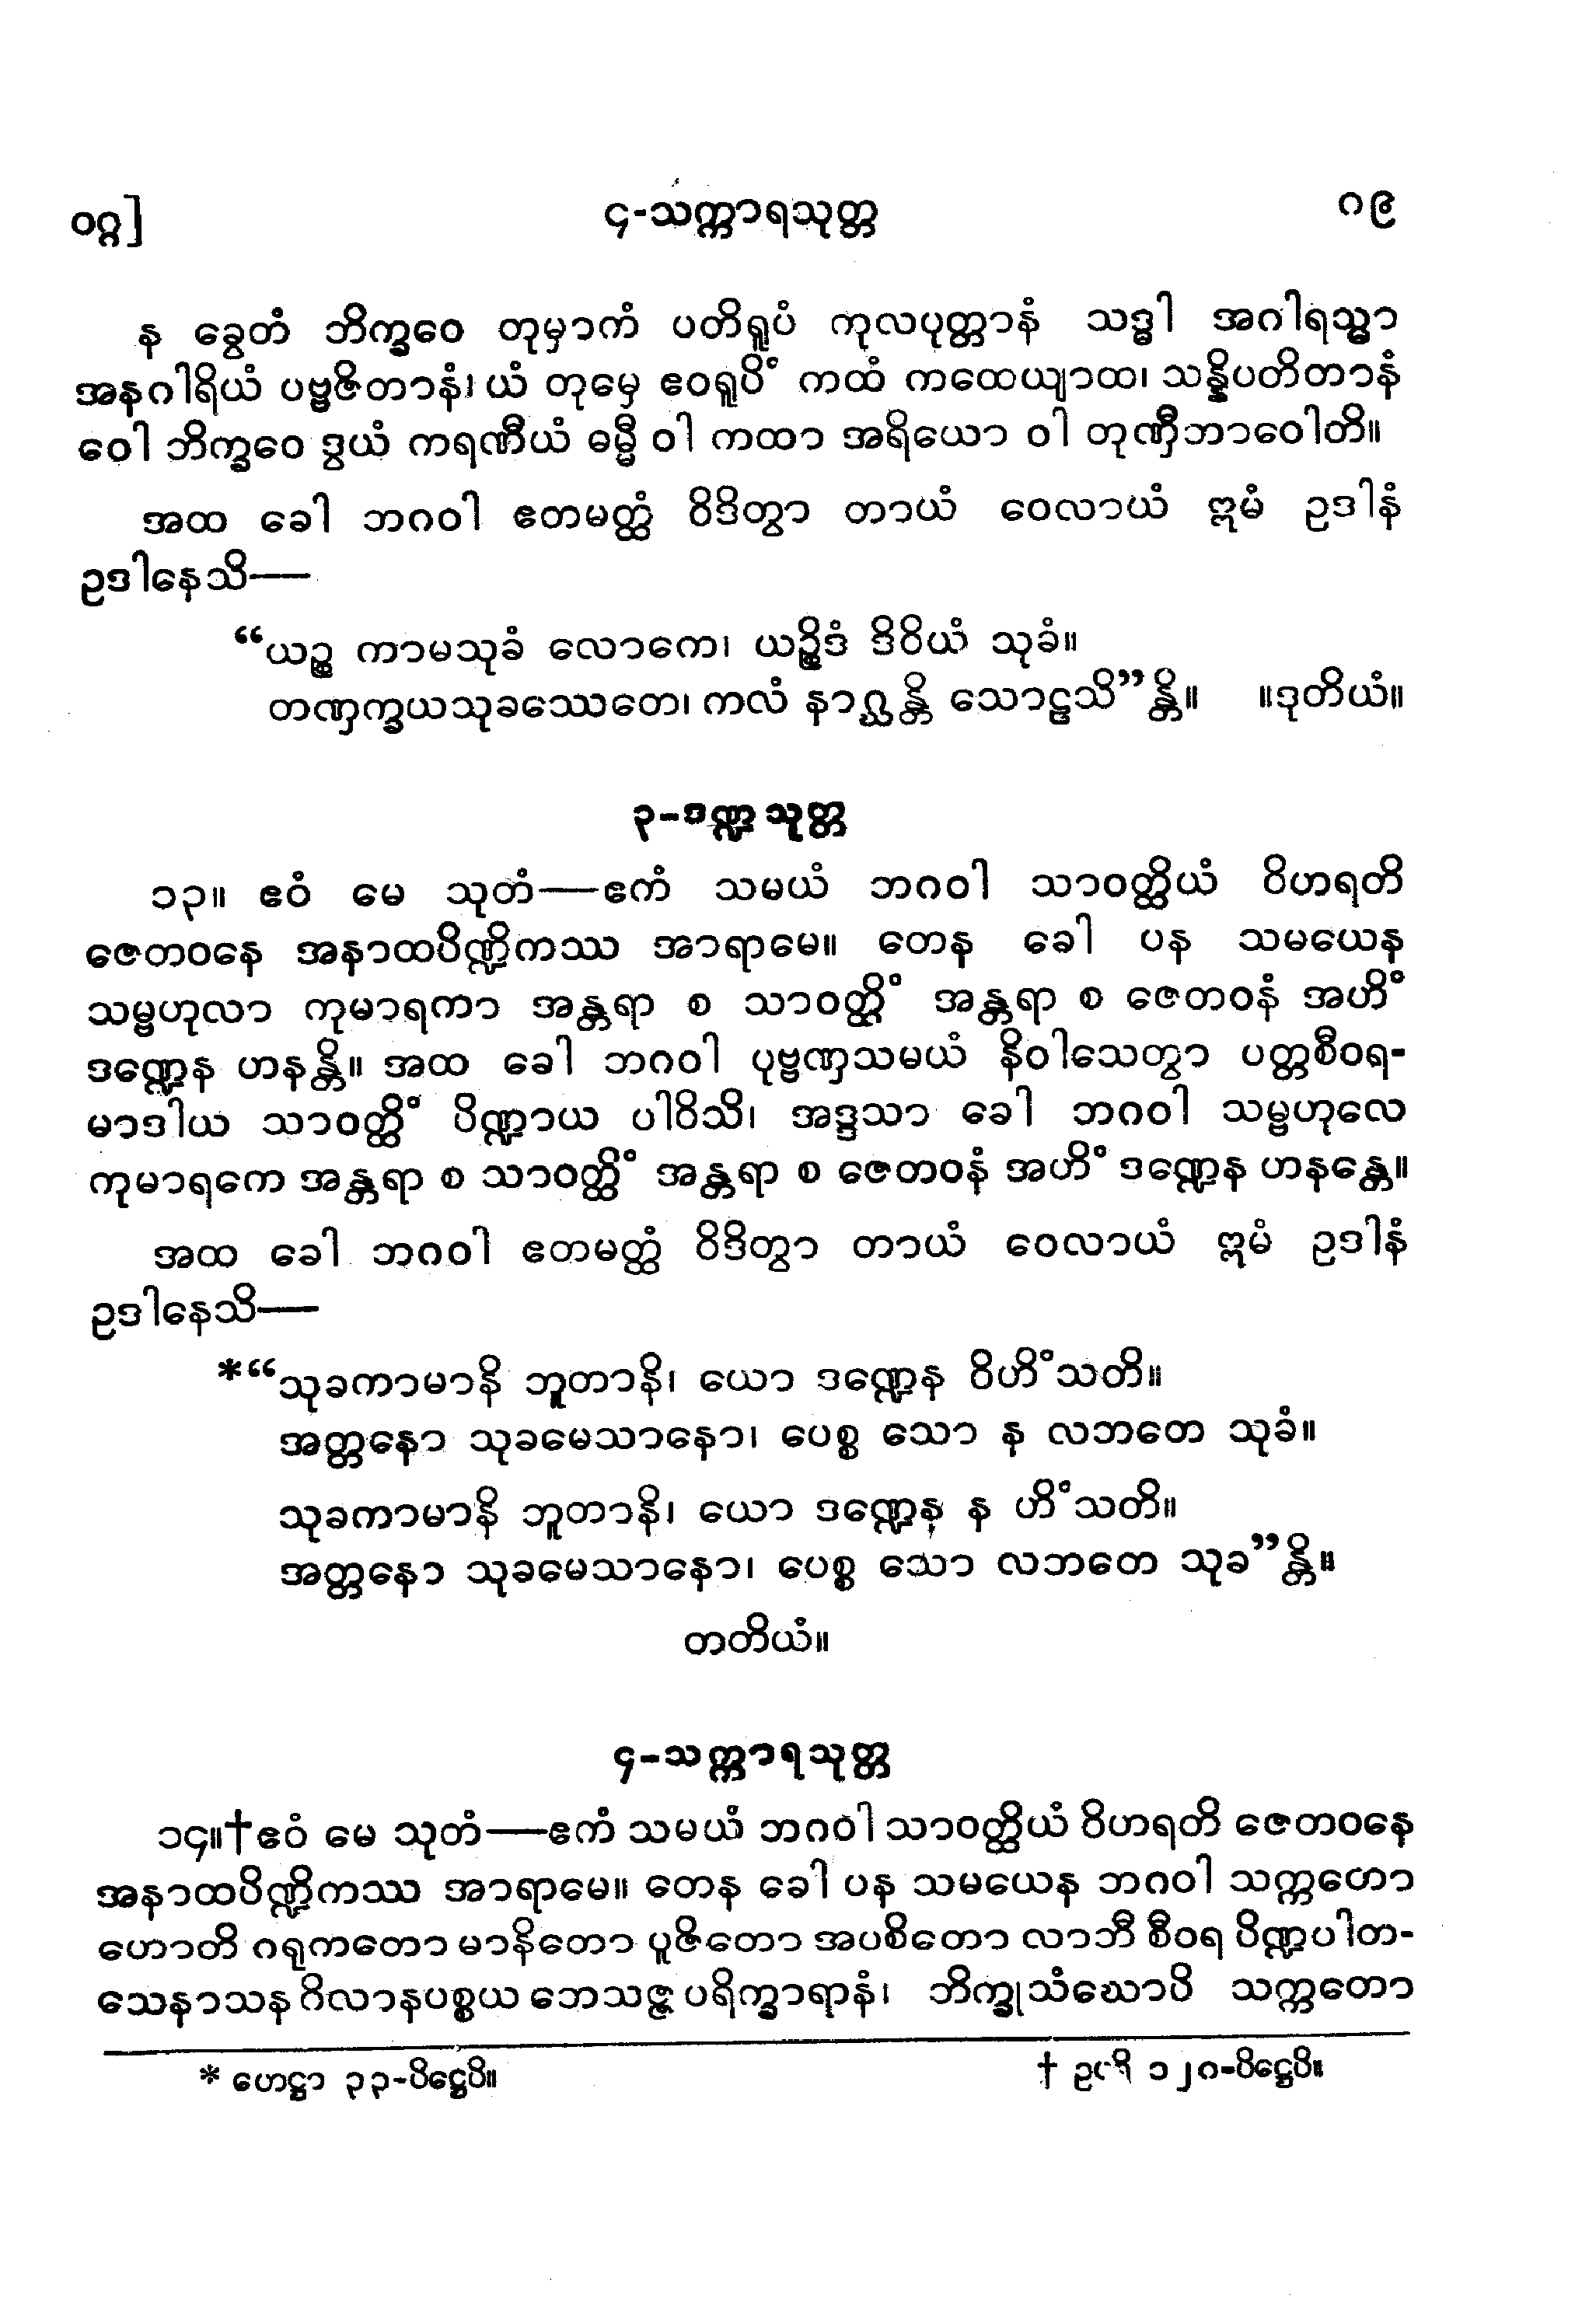 ဝဂ္ဂ]
၄-သက္ကာရသုတ္တ
၈၉
န ခွေတံ ဘိက္ခဝေ တုမှာကံ ပတိရူပံ ကုလပုတ္တာနံ သဒ္ဓါ အဂါရသ္မာ
အနဂါရိယံ ပဗ္ဗဇိတာနံ၊ ယံ တုမှေ ဧဝရူပိံ ကထံ ကထေယျာထ၊ သန္နိပတိတာနံ
ဝေါ ဘိက္ခဝေ ဒွယံ ကရဏီယံ ဓမ္မီ ဝါ ကထာ အရိယော ဝါ တုဏှီဘာဝေါတိ။
အထ ခေါ ဘဂဝါ ဧတမတ္ထံ ဝိဒိတွာ တာယံ ဝေလာယံ ဣမံ ဥဒါနံ
ဥဒါနေသိ—
“ယဉ္စ ကာမသုခံ လောကေ၊ ယဉ္စိဒံ ဒိဝိယံ သုခံ။
တဏှက္ခယသုခဿေတေ၊ ကလံ နာဂ္ဃန္တိ သောဠသိ”န္တိ။ ။ဒုတိယံ။
၃-ဒဏ္ဍသုတ္တ
၁၃။ ဧဝံ မေ သုတံ—ဧကံ သမယံ ဘဂဝါ သာဝတ္ထိယံ ဝိဟရတိ
ဇေတဝနေ အနာထပိဏ္ဍိကဿ အာရာမေ။ တေန ခေါ ပန သမယေန
သမ္ဗဟုလာ ကုမာရကာ အန္တရာ စ သာဝတ္ထိံ အန္တရာ စ ဇေတဝနံ အဟိံ
ဒဏ္ဍေန ဟနန္တိ။ အထ ခေါ ဘဂဝါ ပုဗ္ဗဏှသမယံ နိဝါသေတွာ ပတ္တစီဝရ-
မာဒါယ သာဝတ္ထိံ ပိဏ္ဍာယ ပါဝိသိ၊ အဒ္ဒသာ ခေါ ဘဂဝါ သမ္ဗဟုလေ
ကုမာရကေ အန္တရာ စ သာဝတ္ထိံ အန္တရာ စ ဇေတဝနံ အဟိံ ဒဏ္ဍေန ဟနန္တေ။
အထ ခေါ ဘဂဝါ ဧတမတ္ထံ ဝိဒိတွာ တာယံ ဝေလာယံ ဣမံ ဥဒါနံ
ဥဒါနေသိ—
*“သုခကာမာနိ ဘူတာနိ၊ ယော ဒဏ္ဍေန ဝိဟိံသတိ။
အတ္တနော သုခမေသာနော၊ ပေစ္စ သော န လဘတေ သုခံ။
သုခကာမာနိ ဘူတာနိ၊ ယော ဒဏ္ဍေန န ဟိံသတိ။
အတ္တနော သုခမေသာနော၊ ပေစ္စ သော လဘတေ သုခ”န္တိ။
တတိယံ။
၄-သက္ကာရသုတ္တ
၁၄။†ဧဝံ မေ သုတံ—ဧကံ သမယံ ဘဂဝါ သာဝတ္ထိယံ ဝိဟရတိ ဇေတဝနေ
အနာထပိဏ္ဍိကဿ အာရာမေ။ တေန ခေါ ပန သမယေန ဘဂဝါ သက္ကတော
ဟောတိ ဂရုကတော မာနိတော ပူဇိတော အပစိတော လာဘီ စီဝရ ပိဏ္ဍပါတ-
သေနာသန ဂိလာနပစ္စယ ဘေသဇ္ဇ ပရိက္ခာရာနံ၊ ဘိက္ခုသံဃောပိ သက္ကတော
* ဟေဋ္ဌာ ၃၃-ပိဋ္ဌေပိ။
† ဥပရိ ၁၂၈-ပိဋ္ဌေပိ။